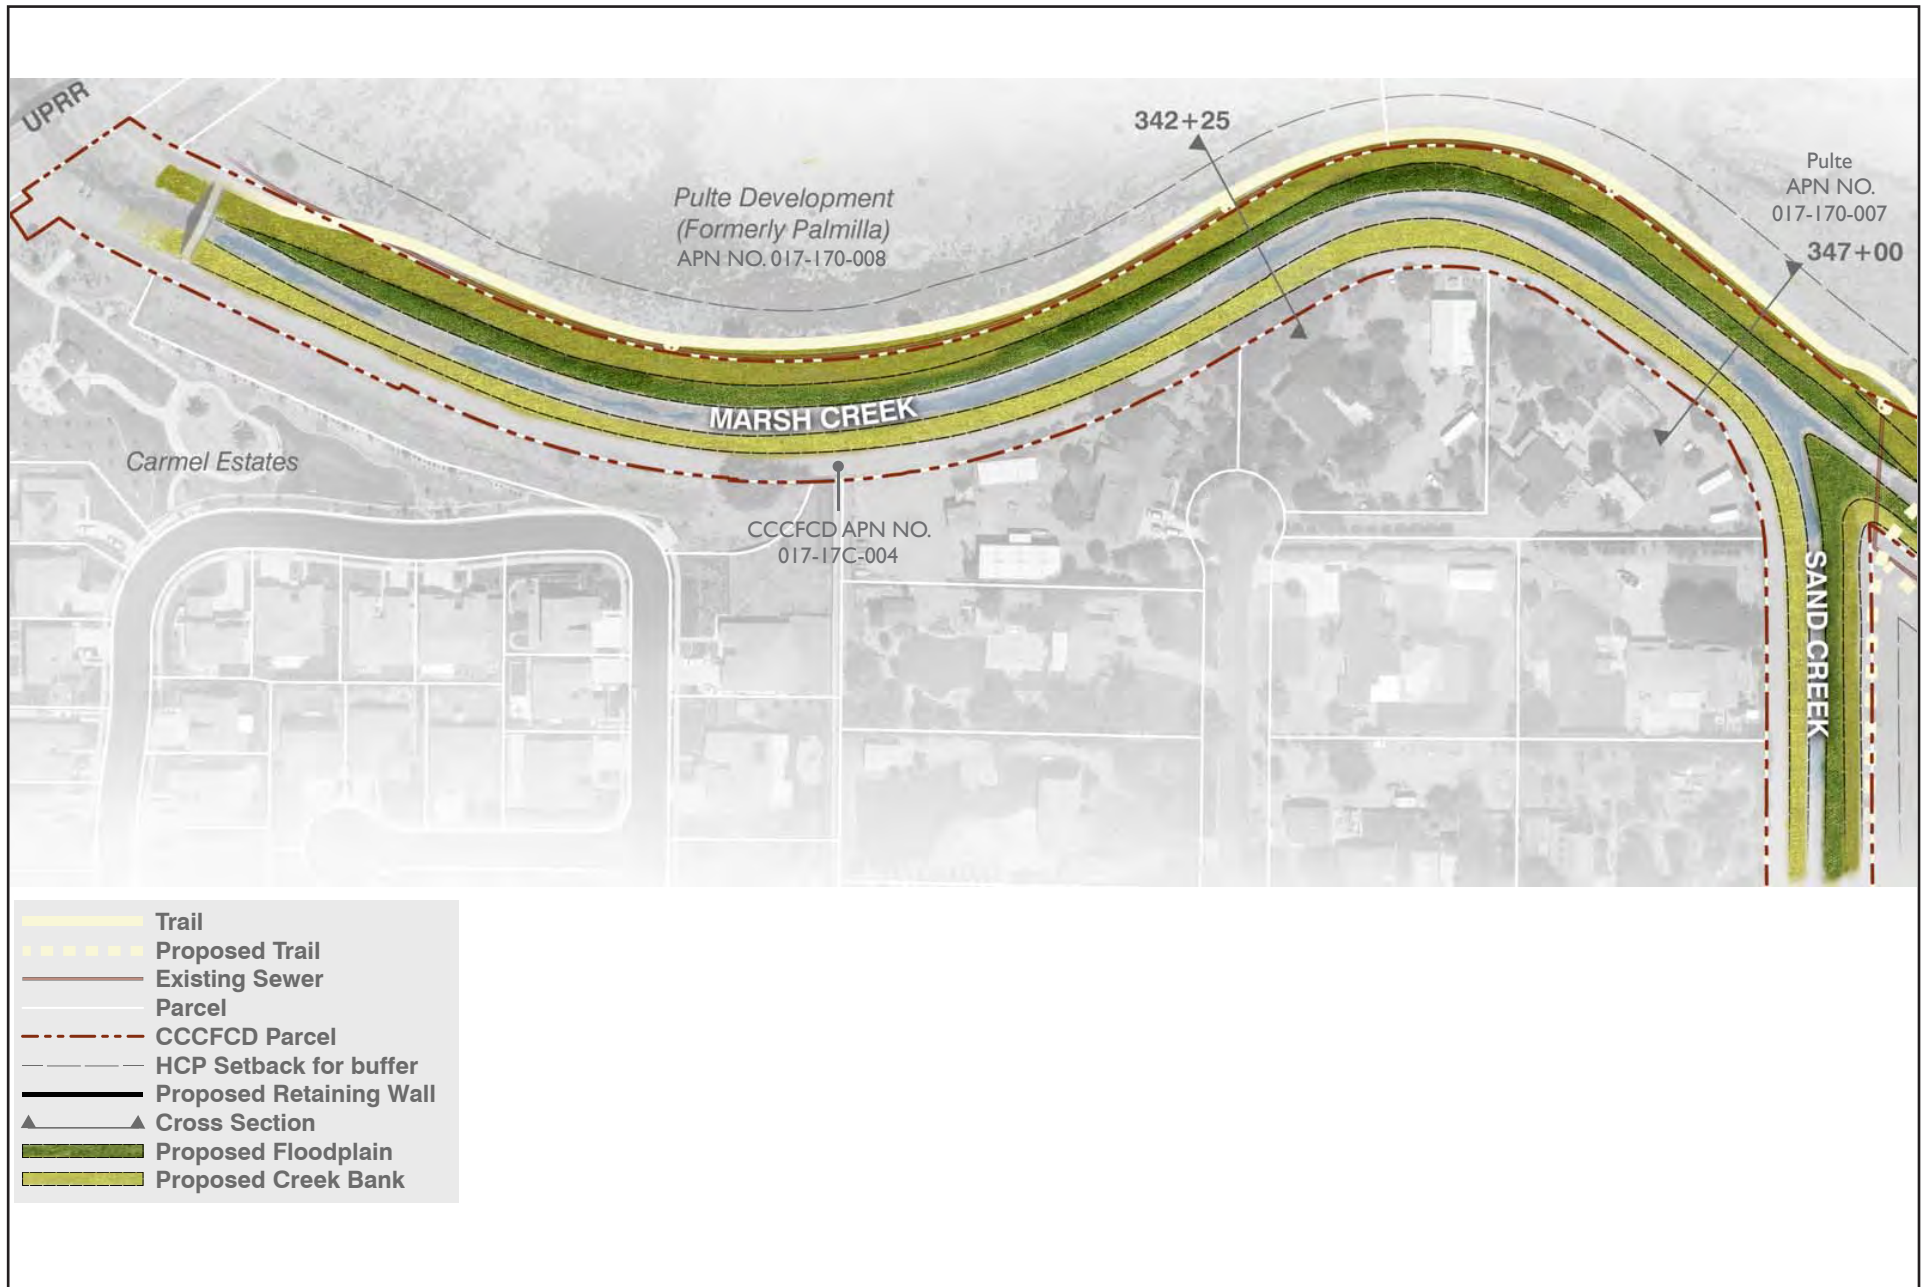 UPRR
342+25
Pulte
APN NO.
017-170-007
347+00
Pulte Development
(Formerly Palmilla)
APN NO. 017-170-008
MARSH CREEK
Carmel Estates
CCCFCD APN NO.
017-17C-004
SAND CREEK
Trail
Proposed Trail
Existing Sewer
Parcel
CCCFCD Parcel
HCP Setback for buffer
Proposed Retaining Wall
Cross Section
Proposed Floodplain
Proposed Creek Bank